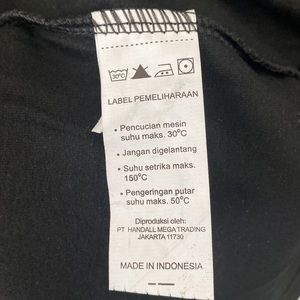 30°C
LABEL PEMELIHARAAN
• Pencucian mesin
suhu maks. 30°C
• Jangan digelantang
• Suhu setrika maks.
150°C
• Pengeringan putar
suhu maks. 50°C
Diproduksi oleh:
PT HANDALL MEGA TRADING
JAKARTA 11730
MADE IN INDONESIA